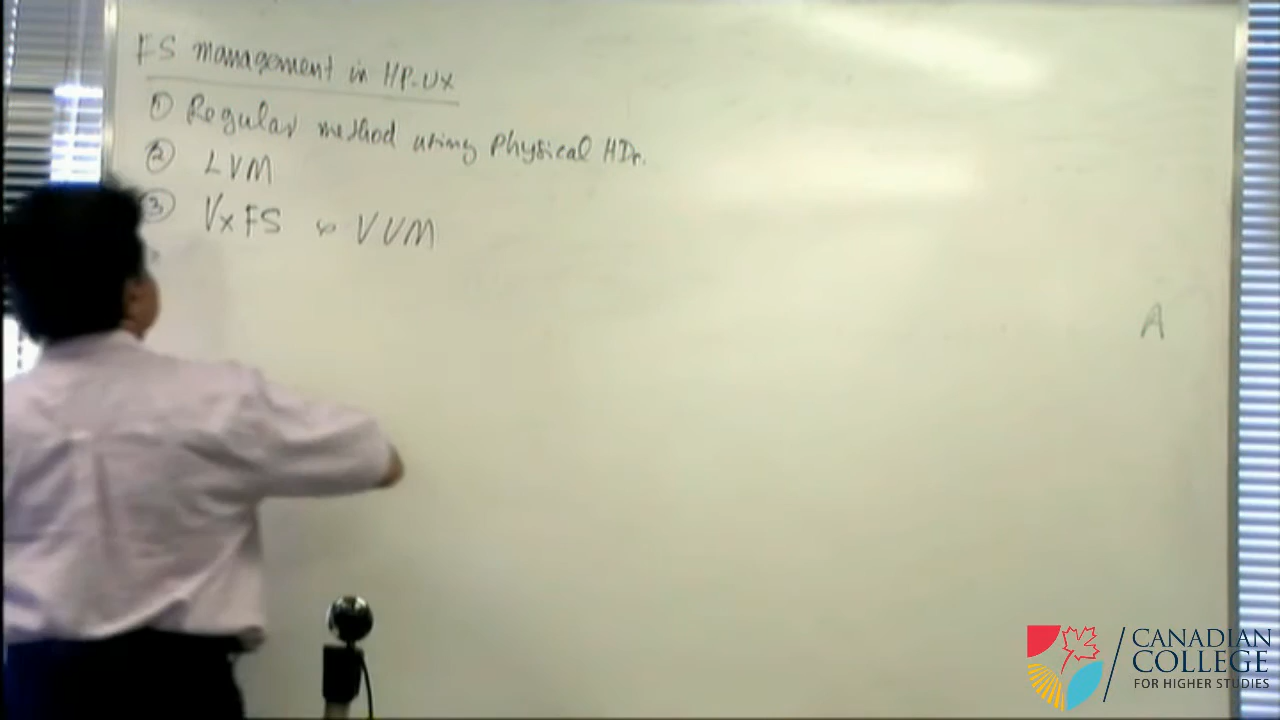 FS management in HP-UX
① Regular method using physical HDr.
② LVM
③ VxFS or VVM
A
CANADIAN
COLLEGE
FOR HIGHER STUDIES